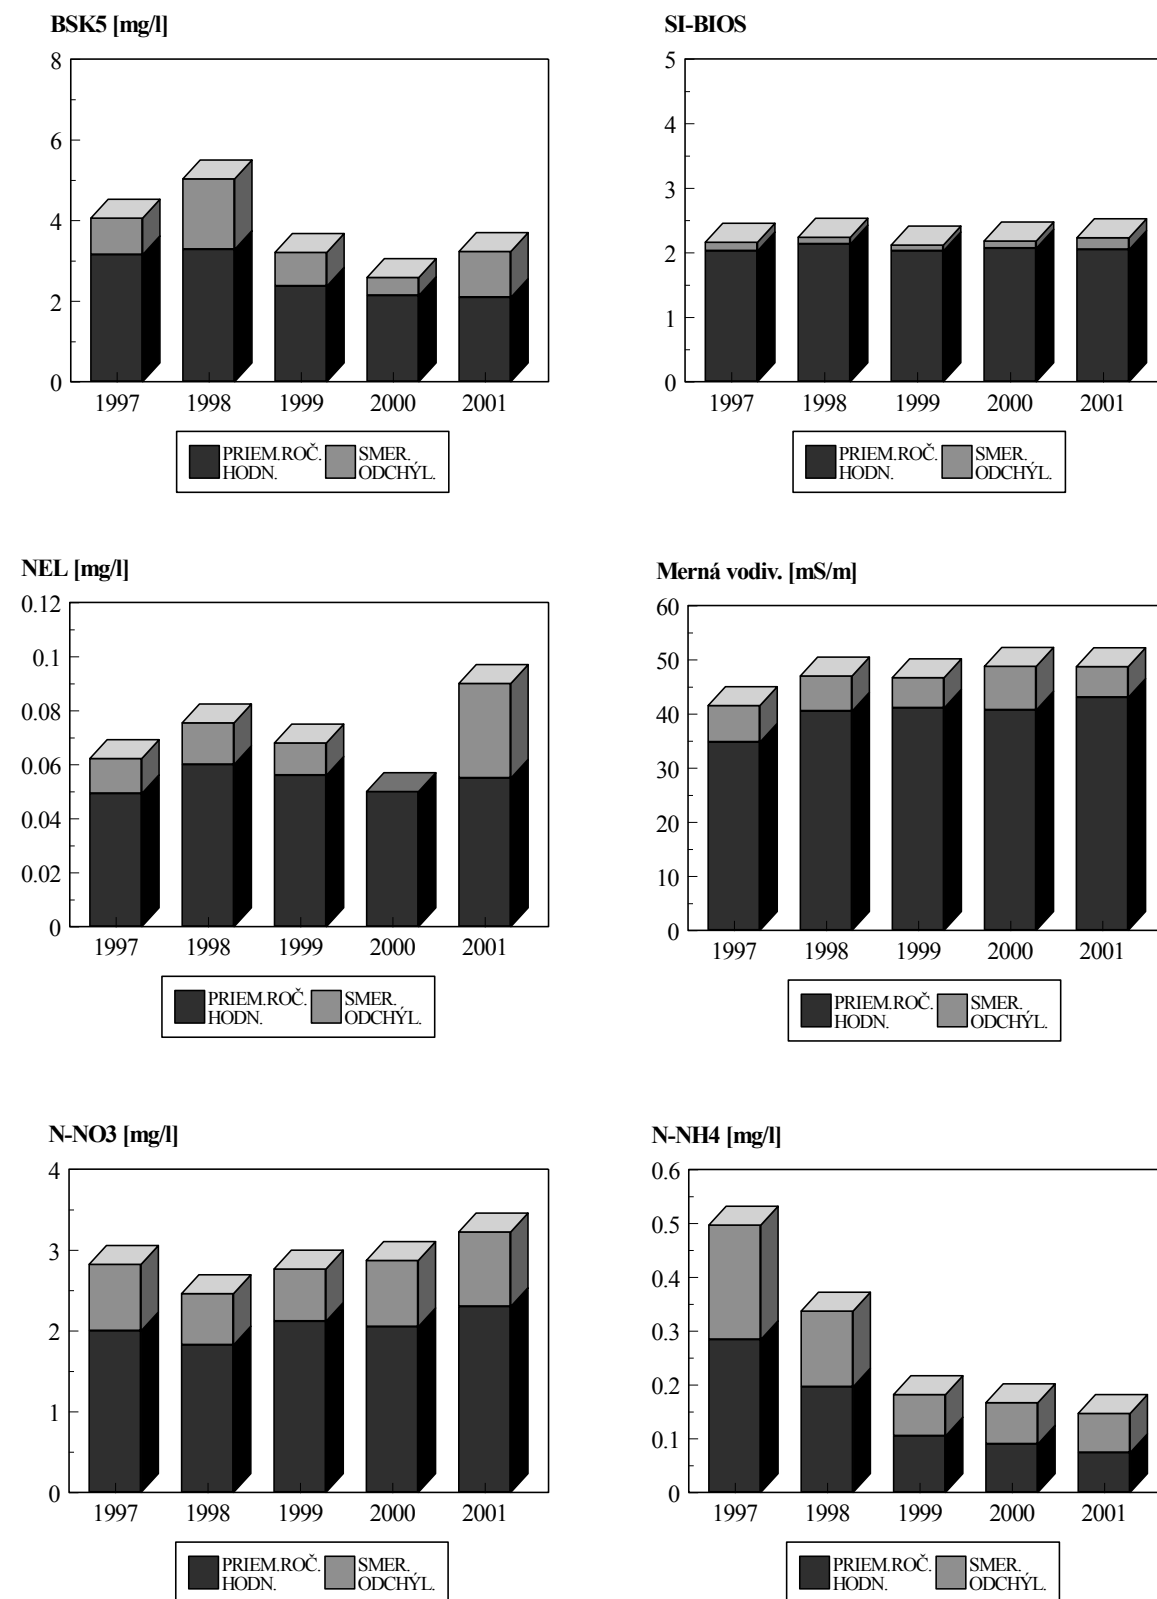 BSK5 [mg/l]
8
6
4
2
0
1997 1998 1999 2000 2001
PRIEM.ROČ. SMER.
HODN. ODCHÝL.
SI-BIOS
5
4
3
2
1
0
1997 1998 1999 2000 2001
PRIEM.ROČ. SMER.
HODN. ODCHÝL.
NEL [mg/l]
0.12
0.1
0.08
0.06
0.04
0.02
0
1997 1998 1999 2000 2001
PRIEM.ROČ. SMER.
HODN. ODCHÝL.
Merná vodiv. [mS/m]
60
50
40
30
20
10
0
1997 1998 1999 2000 2001
PRIEM.ROČ. SMER.
HODN. ODCHÝL.
N-NO3 [mg/l]
4
3
2
1
0
1997 1998 1999 2000 2001
PRIEM.ROČ. SMER.
HODN. ODCHÝL.
N-NH4 [mg/l]
0.6
0.5
0.4
0.3
0.2
0.1
0
1997 1998 1999 2000 2001
PRIEM.ROČ. SMER.
HODN. ODCHÝL.